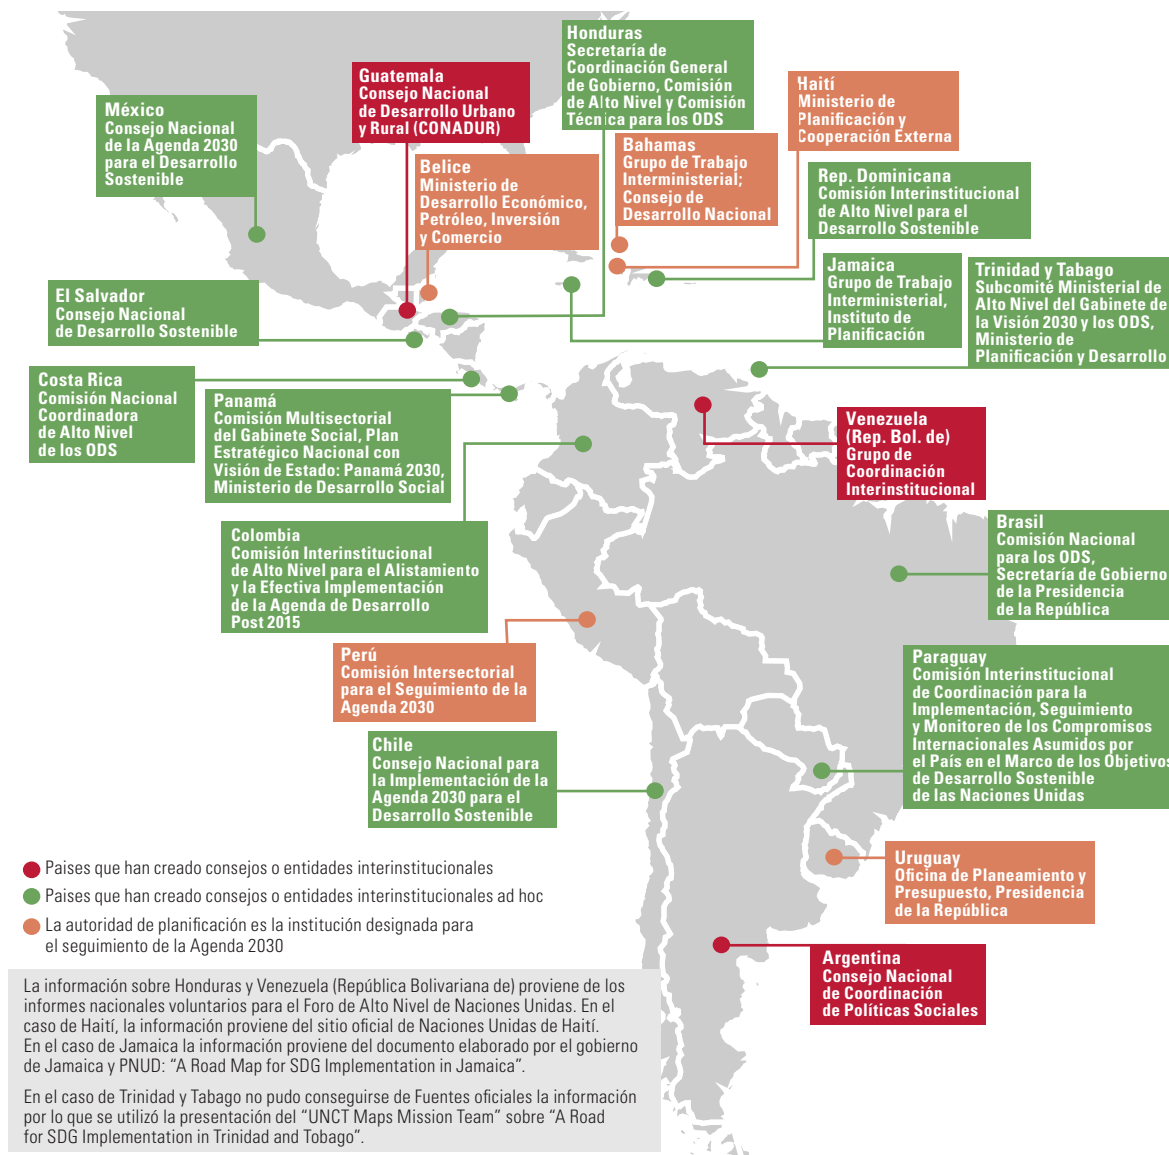 Honduras
Secretaría de
Coordinación General
de Gobierno, Comisión
de Alto Nivel y Comisión
Técnica para los ODS
Guatemala
Consejo Nacional
de Desarrollo Urbano
y Rural (CONADUR)
Haití
Ministerio de
Planificación y
Cooperación Externa
México
Consejo Nacional
de la Agenda 2030
para el Desarrollo
Sostenible
Bahamas
Grupo de Trabajo
Interministerial;
Consejo de
Desarrollo Nacional
Belice
Ministerio de
Desarrollo Económico,
Petróleo, Inversión
y Comercio
Rep. Dominicana
Comisión Interinstitucional
de Alto Nivel para el
Desarrollo Sostenible
Jamaica
Grupo de Trabajo
Interministerial,
Instituto de
Planificación
Trinidad y Tabago
Subcomité Ministerial de
Alto Nivel del Gabinete de
la Visión 2030 y los ODS,
Ministerio de
Planificación y Desarrollo
El Salvador
Consejo Nacional
de Desarrollo Sostenible
Costa Rica
Comisión Nacional
Coordinadora
de Alto Nivel
de los ODS
Panamá
Comisión Multisectorial
del Gabinete Social, Plan
Estratégico Nacional con
Visión de Estado: Panamá 2030,
Ministerio de Desarrollo Social
Venezuela
(Rep. Bol. de)
Grupo de
Coordinación
Interinstitucional
Colombia
Comisión Interinstitucional
de Alto Nivel para el Alistamiento
y la Efectiva Implementación
de la Agenda de Desarrollo
Post 2015
Brasil
Comisión Nacional
para los ODS,
Secretaría de Gobierno
de la Presidencia
de la República
Perú
Comisión Intersectorial
para el Seguimiento de la
Agenda 2030
Paraguay
Comisión Interinstitucional
de Coordinación para la
Implementación, Seguimiento
y Monitoreo de los Compromisos
Internacionales Asumidos por
el País en el Marco de los Objetivos
de Desarrollo Sostenible
de las Naciones Unidas
Chile
Consejo Nacional para
la Implementación de la
Agenda 2030 para el
Desarrollo Sostenible
Uruguay
Oficina de Planeamiento y
Presupuesto, Presidencia
de la República
Argentina
Consejo Nacional
de Coordinación
de Políticas Sociales
Paises que han creado consejos o entidades interinstitucionales
Paises que han creado consejos o entidades interinstitucionales ad hoc
La autoridad de planificación es la institución designada para
el seguimiento de la Agenda 2030
La información sobre Honduras y Venezuela (República Bolivariana de) proviene de los
informes nacionales voluntarios para el Foro de Alto Nivel de Naciones Unidas. En el
caso de Haití, la información proviene del sitio oficial de Naciones Unidas de Haití.
En el caso de Jamaica la información proviene del documento elaborado por el gobierno
de Jamaica y PNUD: “A Road Map for SDG Implementation in Jamaica”.
En el caso de Trinidad y Tabago no pudo conseguirse de Fuentes oficiales la información
por lo que se utilizó la presentación del “UNCT Maps Mission Team” sobre “A Road
for SDG Implementation in Trinidad and Tobago”.